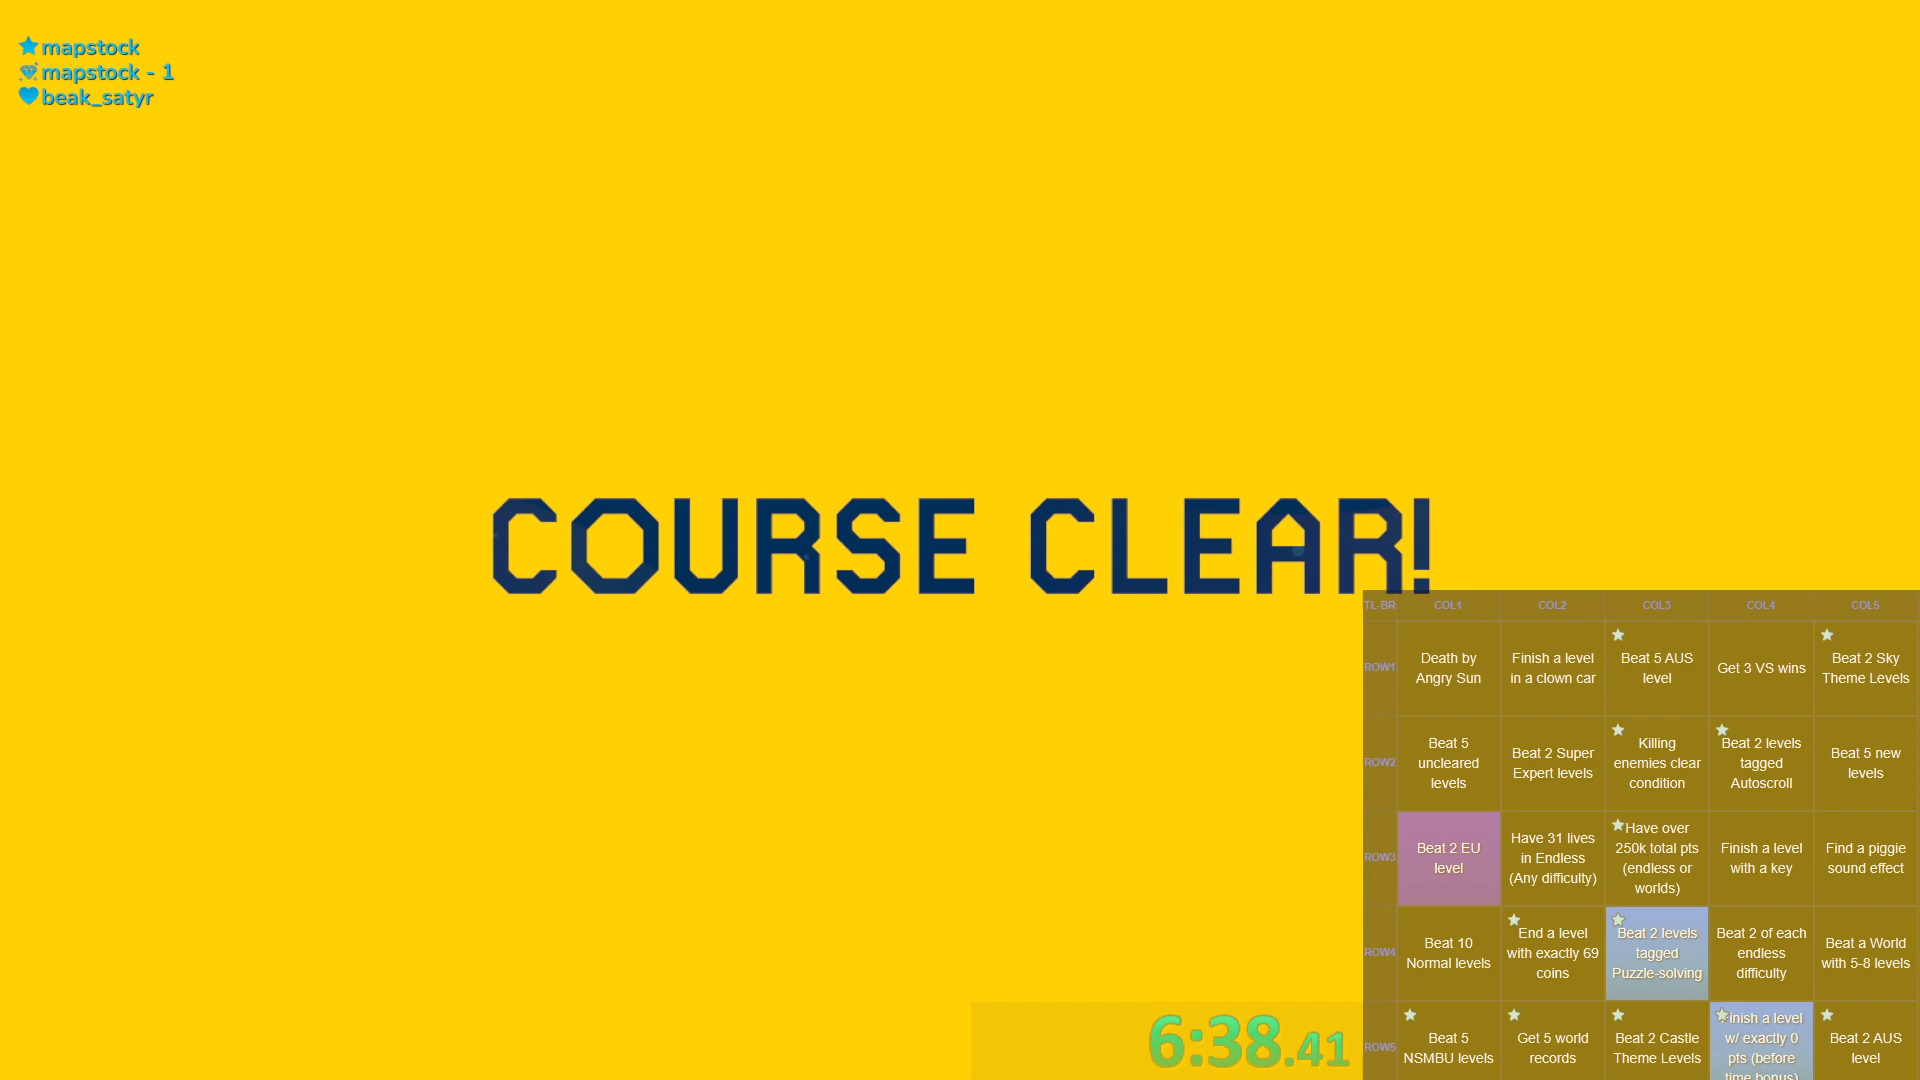 mapstock
mapstock - 1
beak_satyr
COURSE CLEAR!
TL-BR COL1 COL2 COL3 COL4 COL5
ROW1
Death by
Angry Sun
Finish a level
in a clown car
Beat 5 AUS
level
Get 3 VS wins
Beat 2 Sky
Theme Levels
ROW2
Beat 5
uncleared
levels
Beat 2 Super
Expert levels
Killing
enemies clear
condition
Beat 2 levels
tagged
Autoscroll
Beat 5 new
levels
ROW3
Beat 2 EU
level
Have 31 lives
in Endless
(Any difficulty)
Have over
250k total pts
(endless or
worlds)
Finish a level
with a key
Find a piggie
sound effect
ROW4
Beat 10
Normal levels
End a level
with exactly 69
coins
Beat 2 levels
tagged
Puzzle-solving
Beat 2 of each
endless
difficulty
Beat a World
with 5-8 levels
ROW5
Beat 5
NSMBU levels
Get 5 world
records
Beat 2 Castle
Theme Levels
Finish a level
w/ exactly 0
pts (before
time bonus)
Beat 2 AUS
level
6:38.41